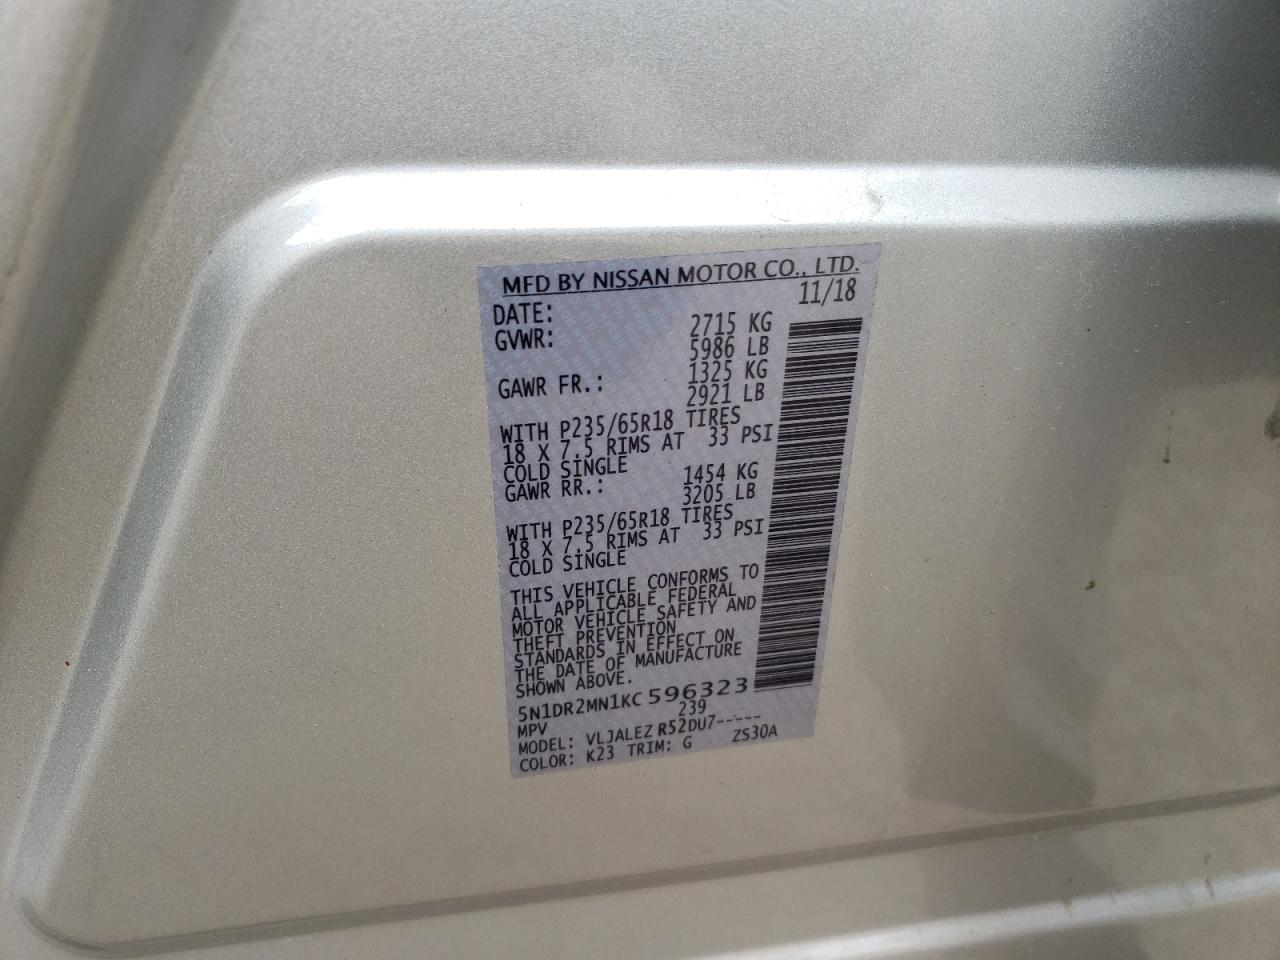 MFD BY NISSAN MOTOR CO., LTD.
DATE: 11/18
GVWR: 2715 KG
5986 LB
GAWR FR.: 1325 KG
2921 LB
WITH P235/65R18 TIRES
18 X 7.5 RIMS AT 33 PSI
COLD SINGLE
GAWR RR.: 1454 KG
3205 LB
WITH P235/65R18 TIRES
18 X 7.5 RIMS AT 33 PSI
COLD SINGLE
THIS VEHICLE CONFORMS TO
ALL APPLICABLE FEDERAL
MOTOR VEHICLE SAFETY AND
THEFT PREVENTION
STANDARDS IN EFFECT ON
THE DATE OF MANUFACTURE
SHOWN ABOVE.
5N1DR2MN1KC596323
MPV 239
MODEL: VLJALEZ R52DU7-----
COLOR: K23 TRIM: G ZS30A